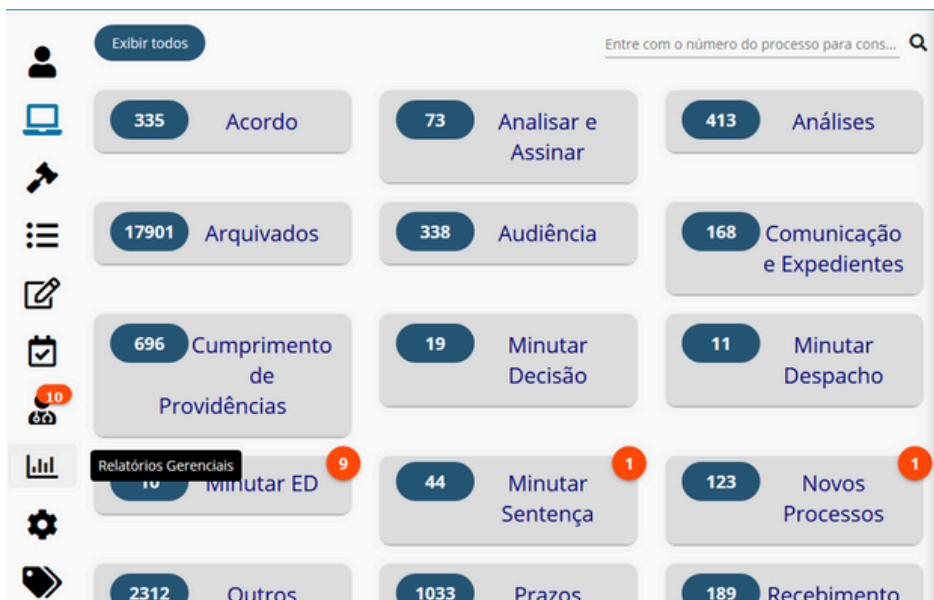 Exibir todos
Entre com o número do processo para cons...
335 Acordo
73 Analisar e
Assinar
413 Análises
17901 Arquivados
338 Audiência
168 Comunicação
e Expedientes
696 Cumprimento
de
Providências
19 Minutar
Decisão
11 Minutar
Despacho
10
Relatórios Gerenciais
Minutar ED 9
44 Minutar 1
Sentença
123 Novos 1
Processos
2312 Outros
1033 Prazos
189 Recebimento